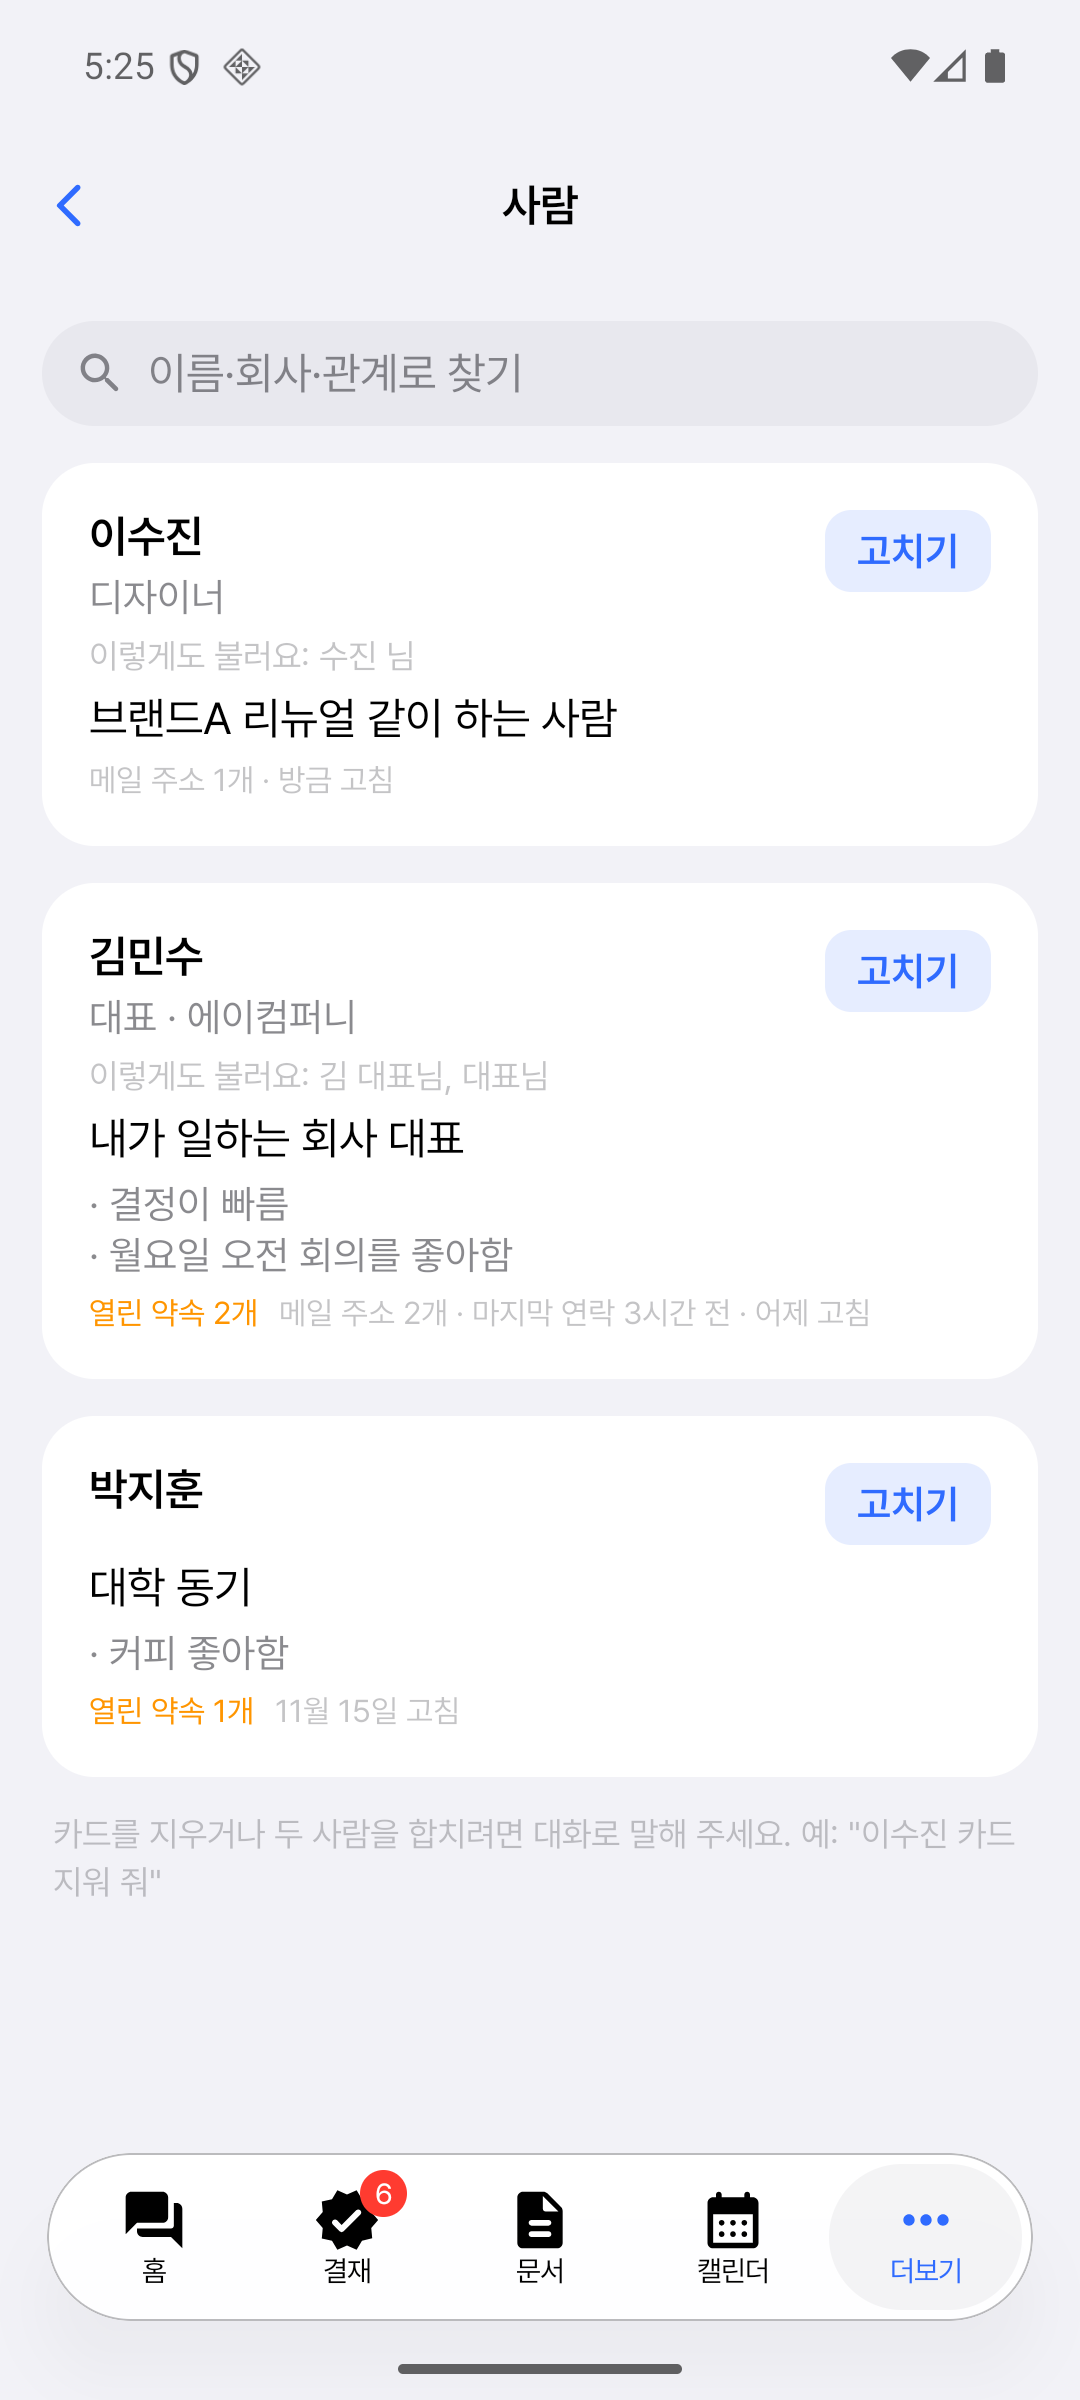 5:25
사람
이름·회사·관계로 찾기
이수진
고치기
디자이너
이렇게도 불러요: 수진 님
브랜드A 리뉴얼 같이 하는 사람
메일 주소 1개 · 방금 고침
김민수
고치기
대표 · 에이컴퍼니
이렇게도 불러요: 김 대표님, 대표님
내가 일하는 회사 대표
· 결정이 빠름
· 월요일 오전 회의를 좋아함
열린 약속 2개 메일 주소 2개 · 마지막 연락 3시간 전 · 어제 고침
박지훈
고치기
대학 동기
· 커피 좋아함
열린 약속 1개 11월 15일 고침
카드를 지우거나 두 사람을 합치려면 대화로 말해 주세요. 예: "이수진 카드
지워 줘"
6
홈 결재 문서 캘린더 더보기